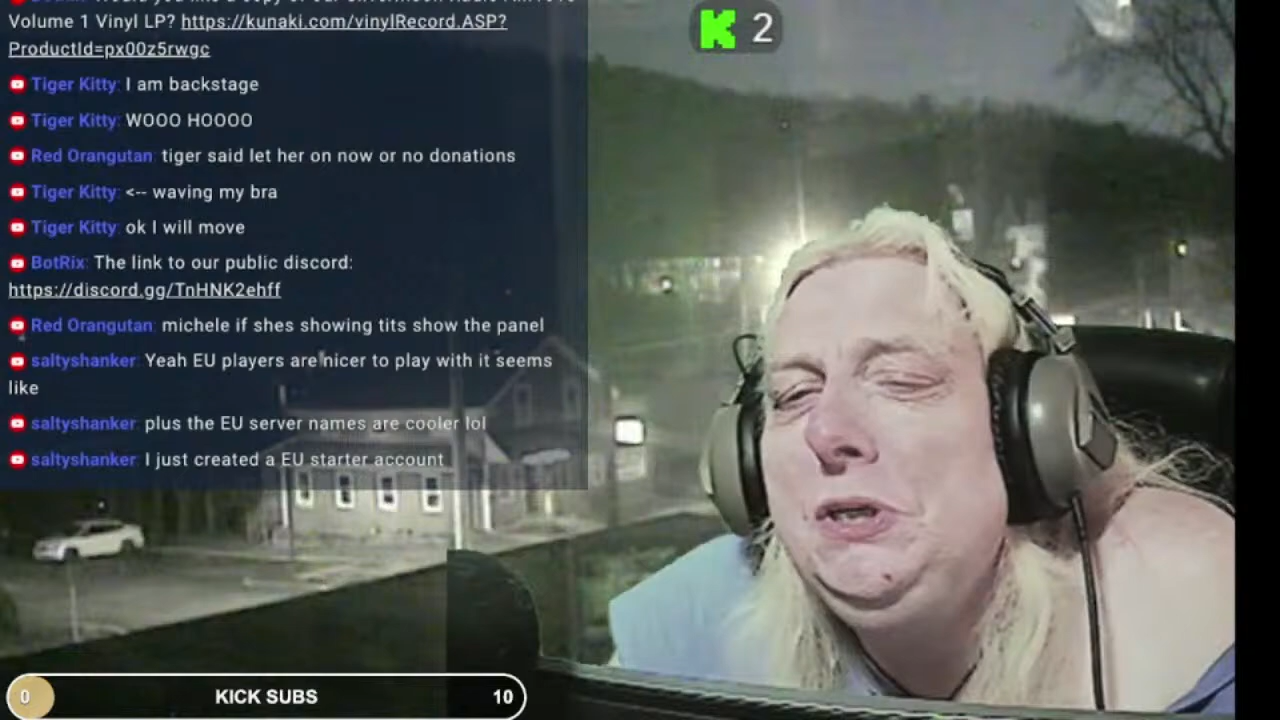 Volume 1 Vinyl LP? https://kunaki.com/vinylRecord.ASP?
ProductId=px00z5rwgc
Tiger Kitty: I am backstage
Tiger Kitty: WOOO HOOOO
Red Orangutan: tiger said let her on now or no donations
Tiger Kitty: <-- waving my bra
Tiger Kitty: ok I will move
BotRix: The link to our public discord:
https://discord.gg/TnHNK2ehff
Red Orangutan: michele if shes showing tits show the panel
saltyshanker: Yeah EU players are nicer to play with it seems
like
saltyshanker: plus the EU server names are cooler lol
saltyshanker: I just created a EU starter account
K 2
0 KICK SUBS 10